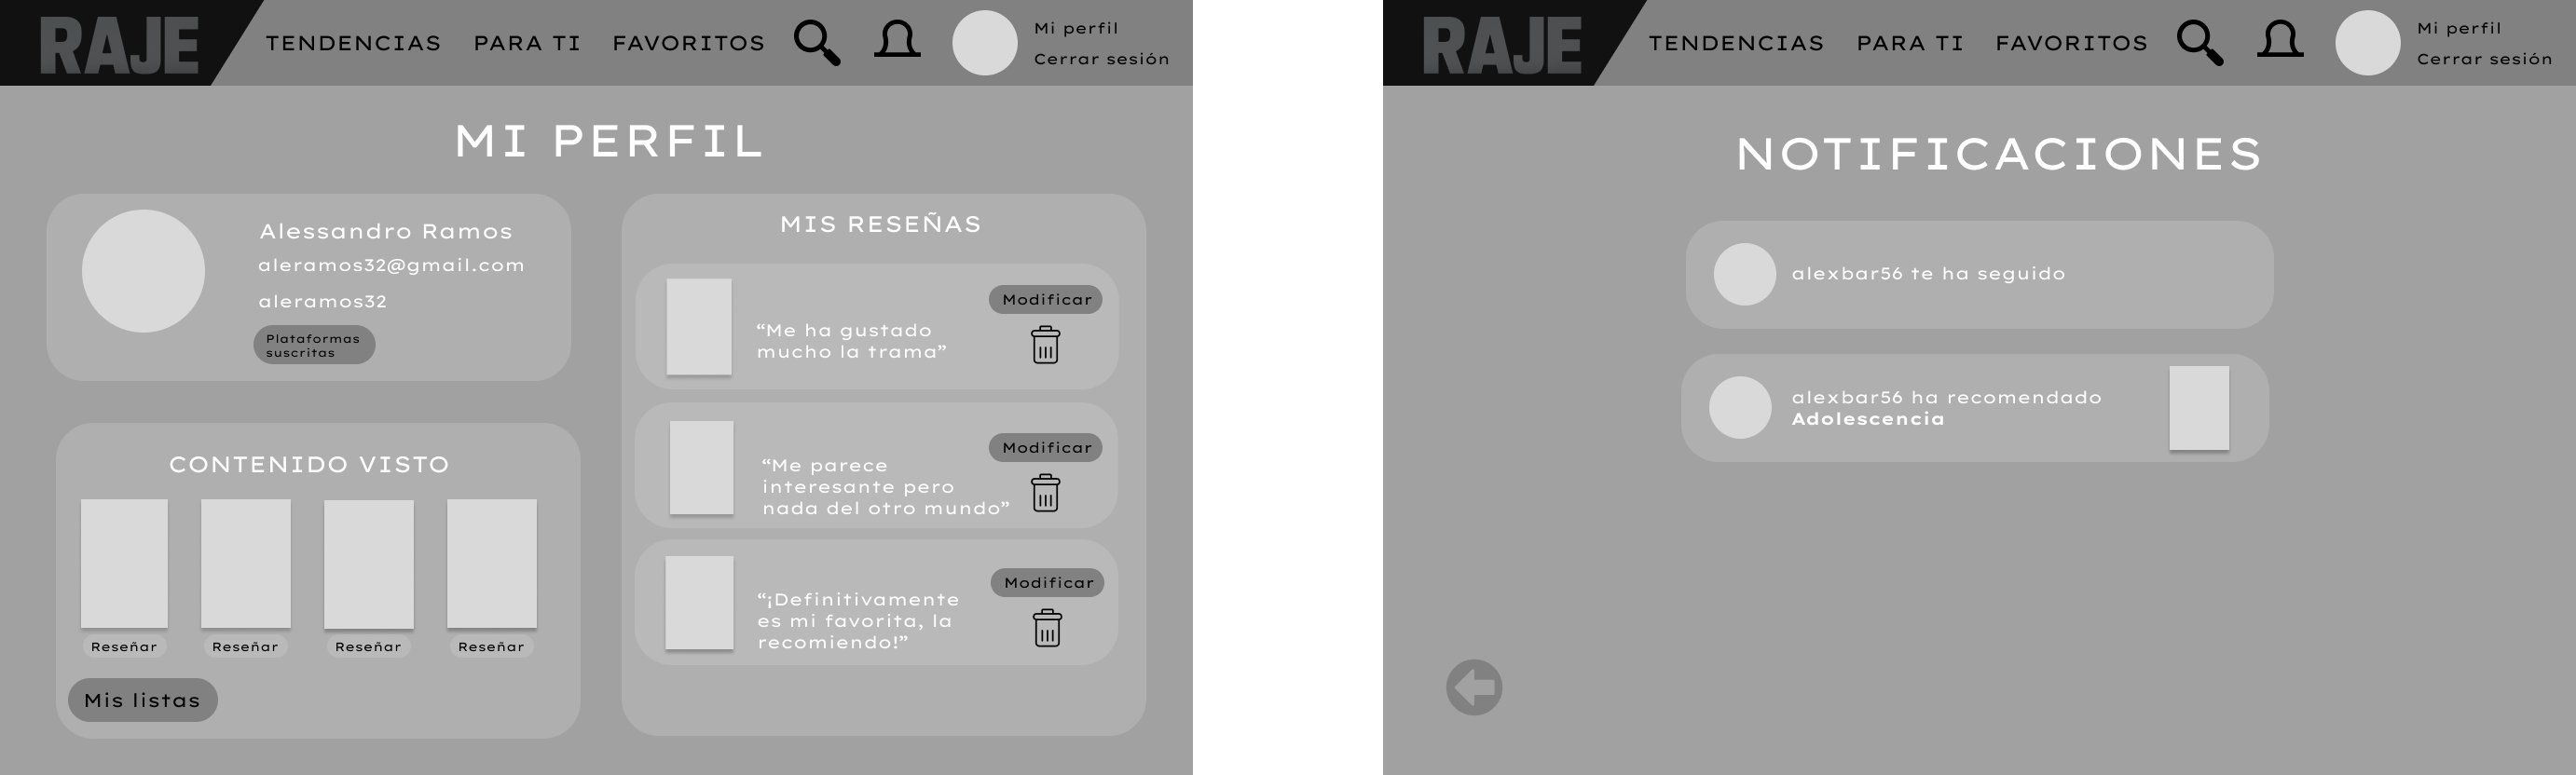 RAJE
TENDENCIAS
PARA TI
FAVORITOS
Mi perfil
Cerrar sesión
MI PERFIL
Alessandro Ramos
aleramos32@gmail.com
aleramos32
Plataformas
suscritas
CONTENIDO VISTO
Reseñar
Reseñar
Reseñar
Reseñar
Mis listas
MIS RESEÑAS
Modificar
“Me ha gustado
mucho la trama”
Modificar
“Me parece
interesante pero
nada del otro mundo”
Modificar
“¡Definitivamente
es mi favorita, la
recomiendo!”
RAJE
TENDENCIAS
PARA TI
FAVORITOS
Mi perfil
Cerrar sesión
NOTIFICACIONES
alexbar56 te ha seguido
alexbar56 ha recomendado
Adolescencia